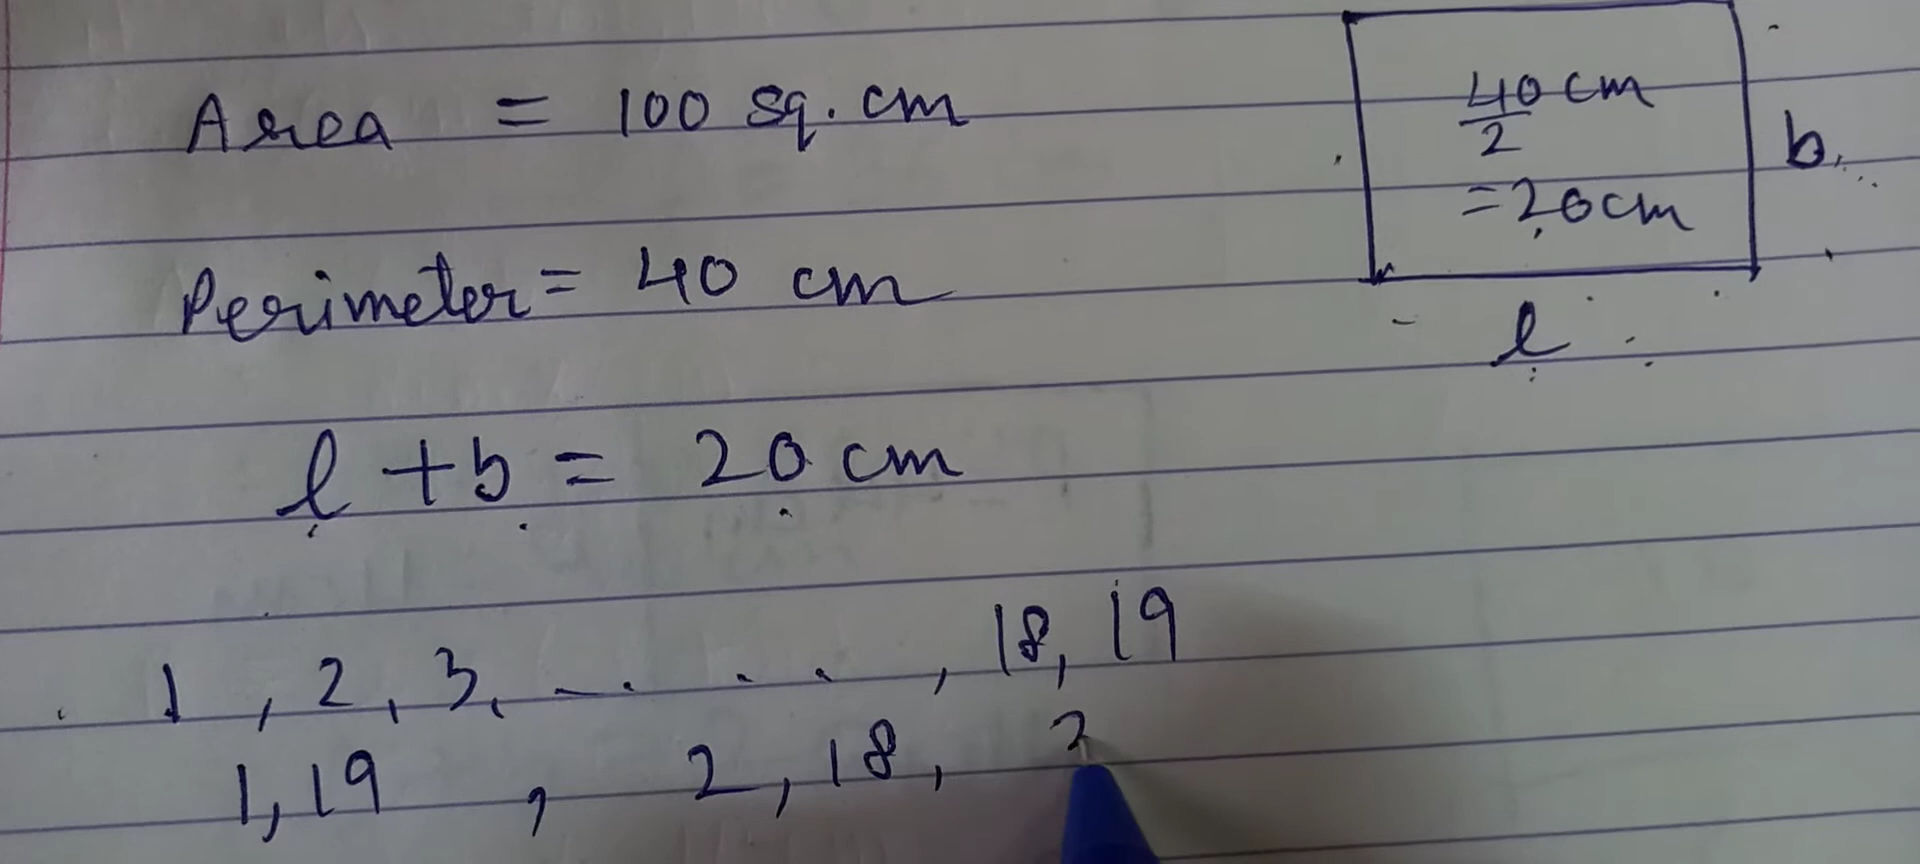 Area = 100 sq. cm
40 cm
2
= 20 cm
b
Perimeter = 40 cm
l
l + b = 20 cm
1, 2, 3, ...., 18, 19
1, 19, 2, 18,